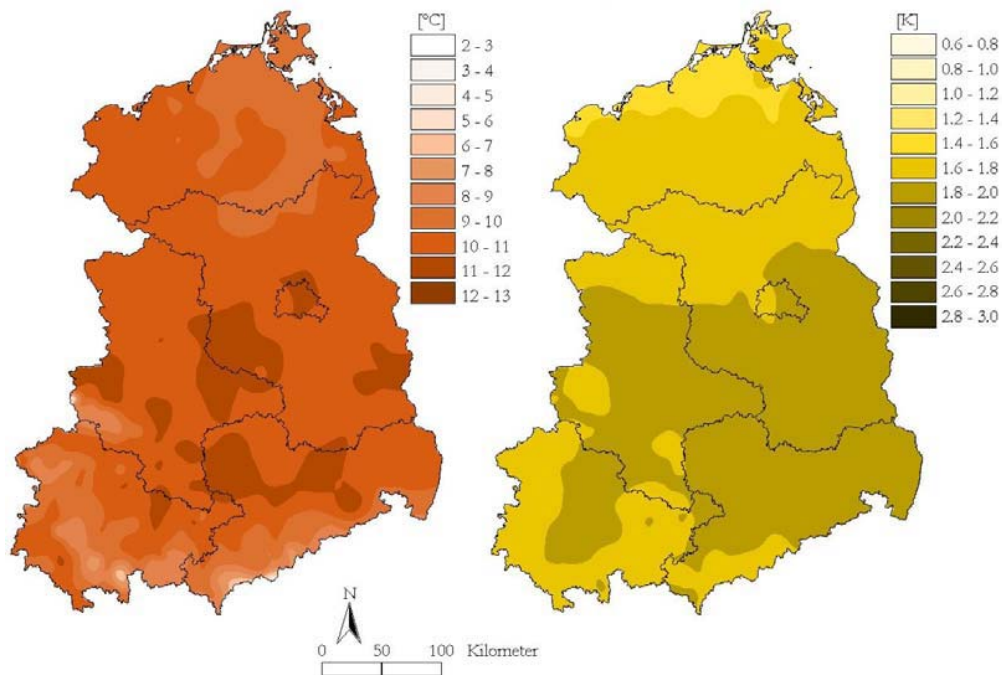 [°C]
2 - 3
3 - 4
4 - 5
5 - 6
6 - 7
7 - 8
8 - 9
9 - 10
10 - 11
11 - 12
12 - 13
[K]
0.6 - 0.8
0.8 - 1.0
1.0 - 1.2
1.2 - 1.4
1.4 - 1.6
1.6 - 1.8
1.8 - 2.0
2.0 - 2.2
2.2 - 2.4
2.4 - 2.6
2.6 - 2.8
2.8 - 3.0
N
0 50 100 Kilometer